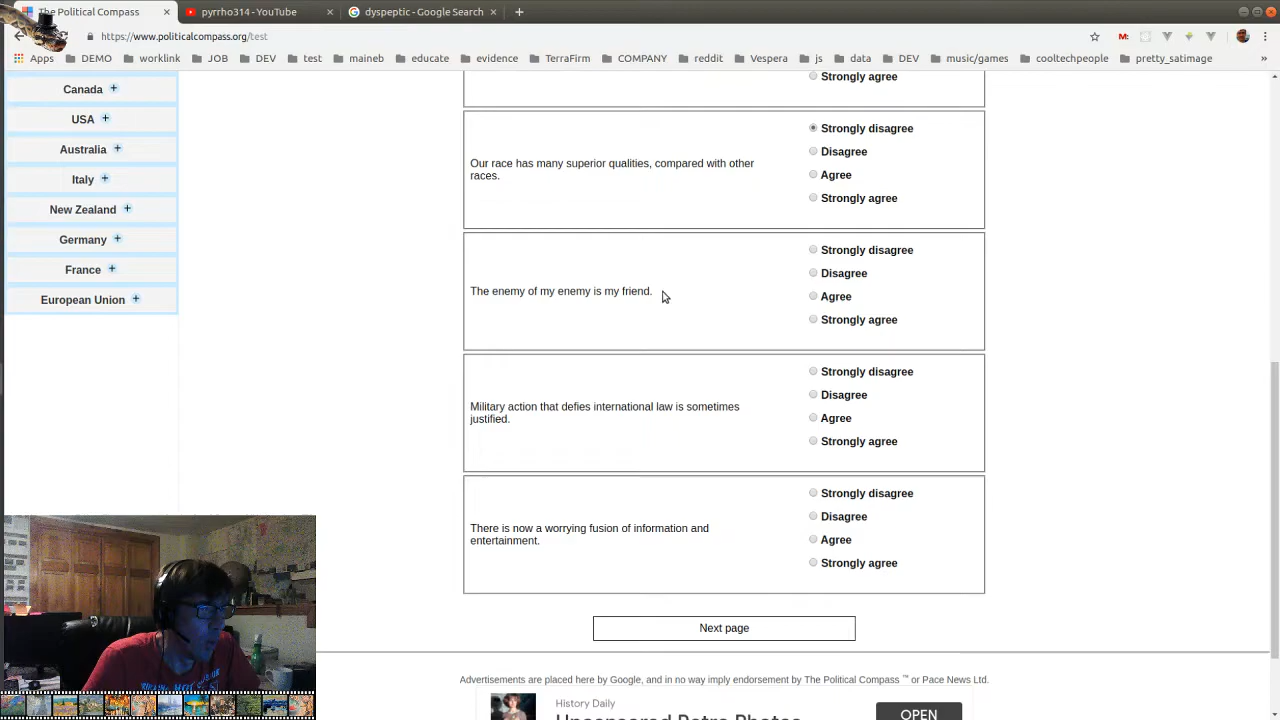 The Political Compass
pyrrho314 - YouTube
dyspeptic - Google Search
https://www.politicalcompass.org/test
Apps
DEMO
worklink
JOB
DEV
test
maineb
educate
evidence
TerraFirm
COMPANY
reddit
Vespera
js
data
DEV
music/games
cooltechpeople
pretty_satimage
Canada
USA
Australia
Italy
New Zealand
Germany
France
European Union
Strongly agree
Our race has many superior qualities, compared with other
races.
Strongly disagree
Disagree
Agree
Strongly agree
The enemy of my enemy is my friend.
Strongly disagree
Disagree
Agree
Strongly agree
Military action that defies international law is sometimes
justified.
Strongly disagree
Disagree
Agree
Strongly agree
There is now a worrying fusion of information and
entertainment.
Strongly disagree
Disagree
Agree
Strongly agree
Next page
Advertisements are placed here by Google, and in no way imply endorsement by The Political Compass ™ or Pace News Ltd.
History Daily
Uncensored Retro Photos
OPEN